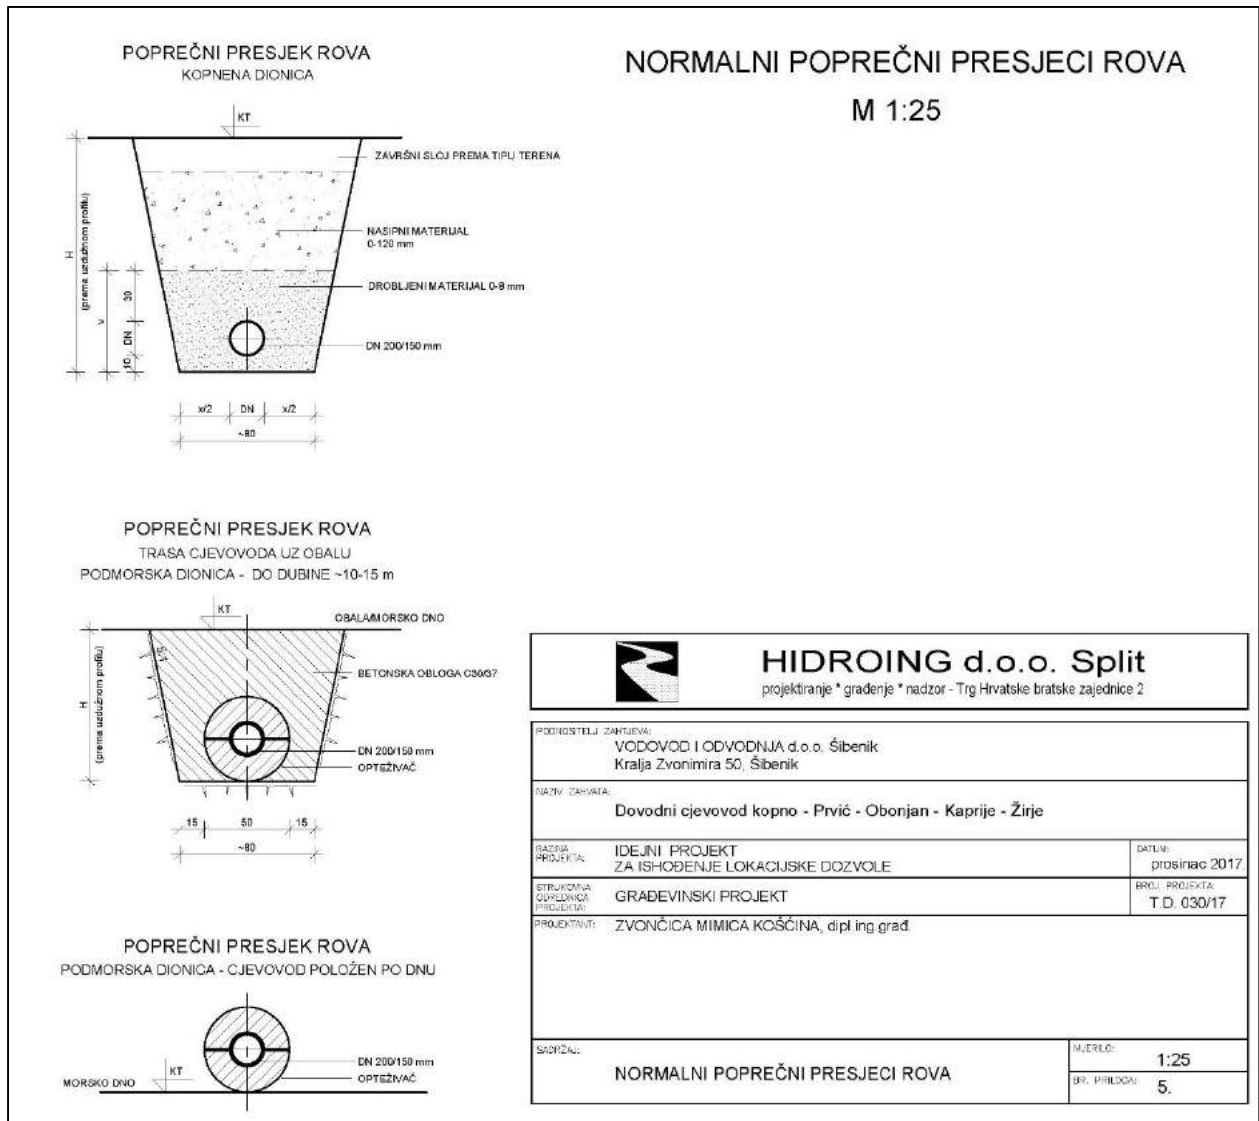 POPREČNI PRESJEK ROVA
KOPNENA DIONICA
NORMALNI POPREČNI PRESJECI ROVA
M 1:25
KT
ZAVRŠNI SLOJ PREMA TIPU TERENA
NASIPNI MATERIJAL
0-120 mm
DROBLJENI MATERIJAL 0-8 mm
DN 200/150 mm
H
(prema uzdužnom profilu)
v
30
DN
10
x/2
DN
x/2
~80
POPREČNI PRESJEK ROVA
TRASA CJEVOVODA UZ OBALU
PODMORSKA DIONICA - DO DUBINE ~10-15 m
KT
OBALA/MORSKO DNO
5:1
BETONSKA OBLOGA C30/37
H
(prema uzdužnom profilu)
DN 200/150 mm
OPTEŽIVAČ
15
50
15
~80
POPREČNI PRESJEK ROVA
PODMORSKA DIONICA - CJEVOVOD POLOŽEN PO DNU
KT
MORSKO DNO
DN 200/150 mm
OPTEŽIVAČ
HIDROING d.o.o. Split
projektiranje * građenje * nadzor - Trg Hrvatske bratske zajednice 2
PODNOSITELJ ZAHTJEVA:
VODOVOD I ODVODNJA d.o.o. Šibenik
Kralja Zvonimira 50, Šibenik
NAZIV ZAHVATA:
Dovodni cjevovod kopno - Prvić - Obonjan - Kaprije - Žirje
RAZINA PROJEKTA:
IDEJNI PROJEKT
ZA ISHOĐENJE LOKACIJSKE DOZVOLE
DATUM:
prosinac 2017.
STRUKOVNA ODREDNICA PROJEKTA:
GRAĐEVINSKI PROJEKT
BROJ PROJEKTA:
T.D. 030/17
PROJEKTANT:
ZVONČICA MIMICA KOŠĆINA, dipl.ing.građ.
SADRŽAJ:
NORMALNI POPREČNI PRESJECI ROVA
MJERILO:
1:25
BR. PRILOGA:
5.